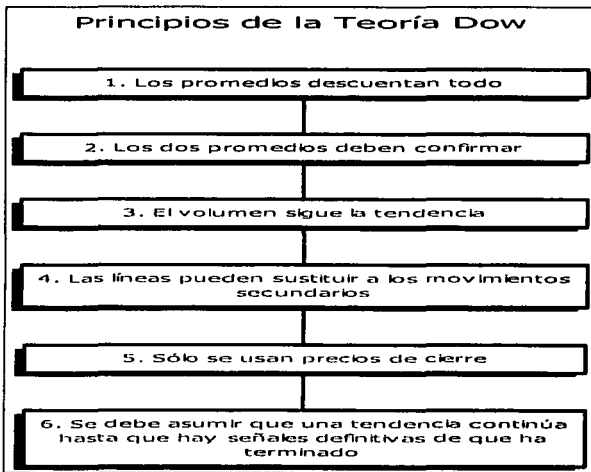 Principios de la Teoría Dow
1. Los promedios descuentan todo
2. Los dos promedios deben confirmar
3. El volumen sigue la tendencia
4. Las líneas pueden sustituir a los movimientos
secundarios
5. Sólo se usan precios de cierre
6. Se debe asumir que una tendencia continúa
hasta que hay señales definitivas de que ha
terminado